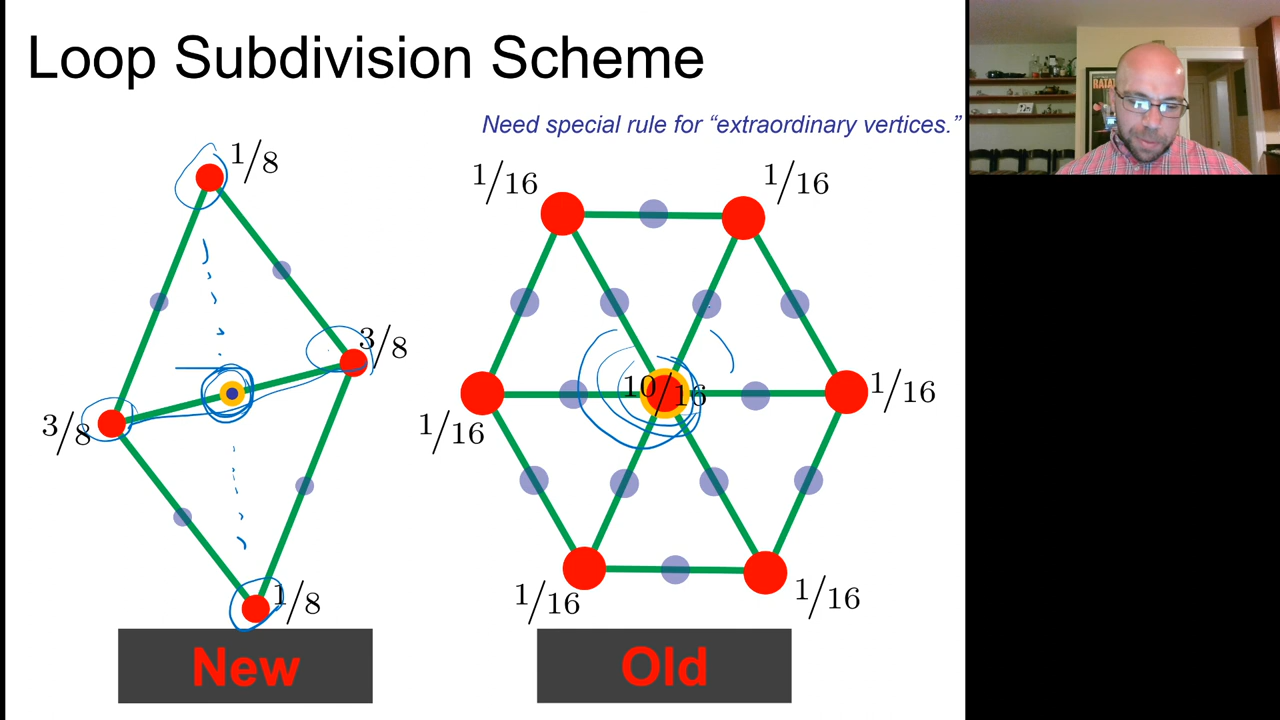 Loop Subdivision Scheme
Need special rule for “extraordinary vertices.”
1/8
3/8
3/8
1/8
New
1/16
1/16
1/16
10/16
1/16
1/16
1/16
Old